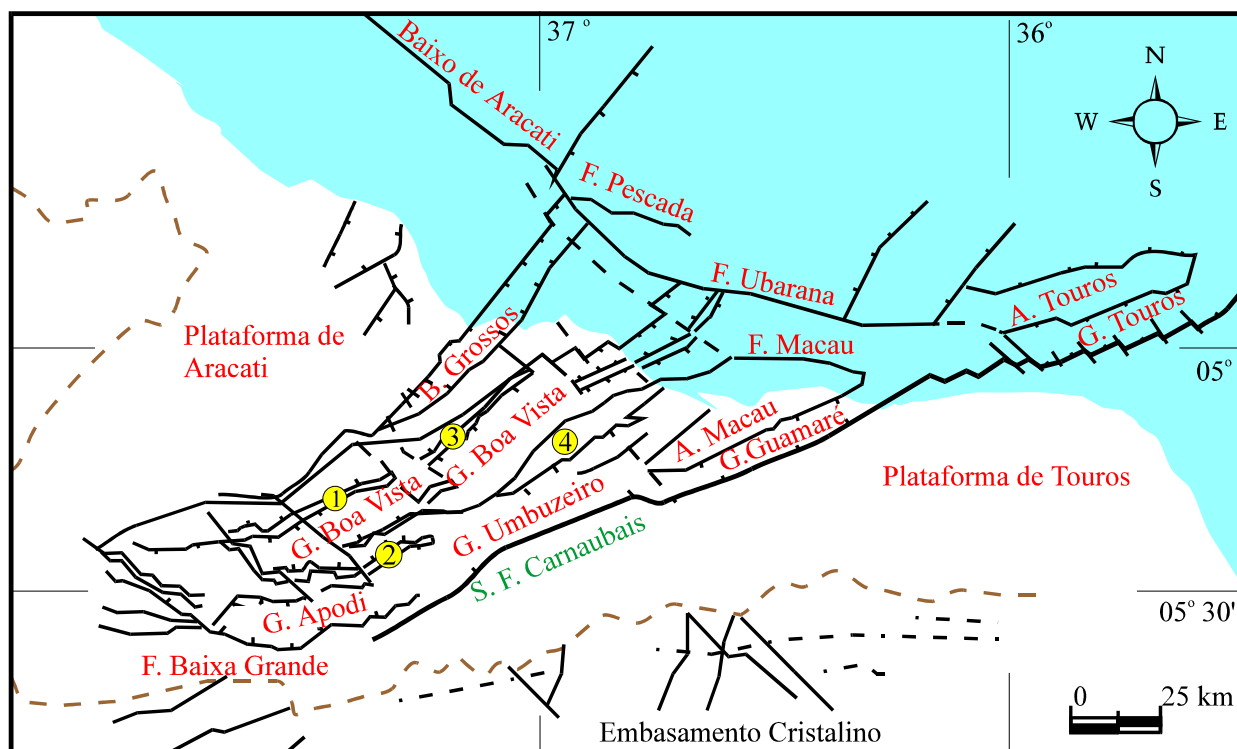 37 º
36º
N
W
E
S
Baixo de Aracati
F. Pescada
F. Ubarana
A. Touros
G. Touros
Plataforma de
Aracati
B. Grossos
F. Macau
05º
3
G. Boa Vista
4
A. Macau
G.Guamaré
Plataforma de Touros
1
G. Boa Vista
G. Umbuzeiro
2
S. F. Carnaubais
G. Apodi
05º 30'
F. Baixa Grande
0
25 km
Embasamento Cristalino